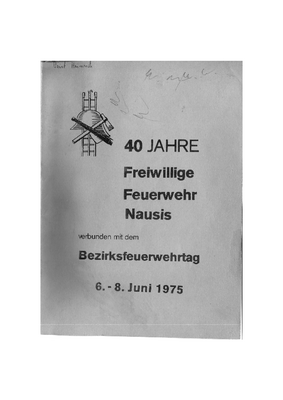 40 JAHRE
Freiwillige
Feuerwehr
Nausis
verbunden mit dem
Bezirksfeuerwehrtag
6. - 8. Juni 1975